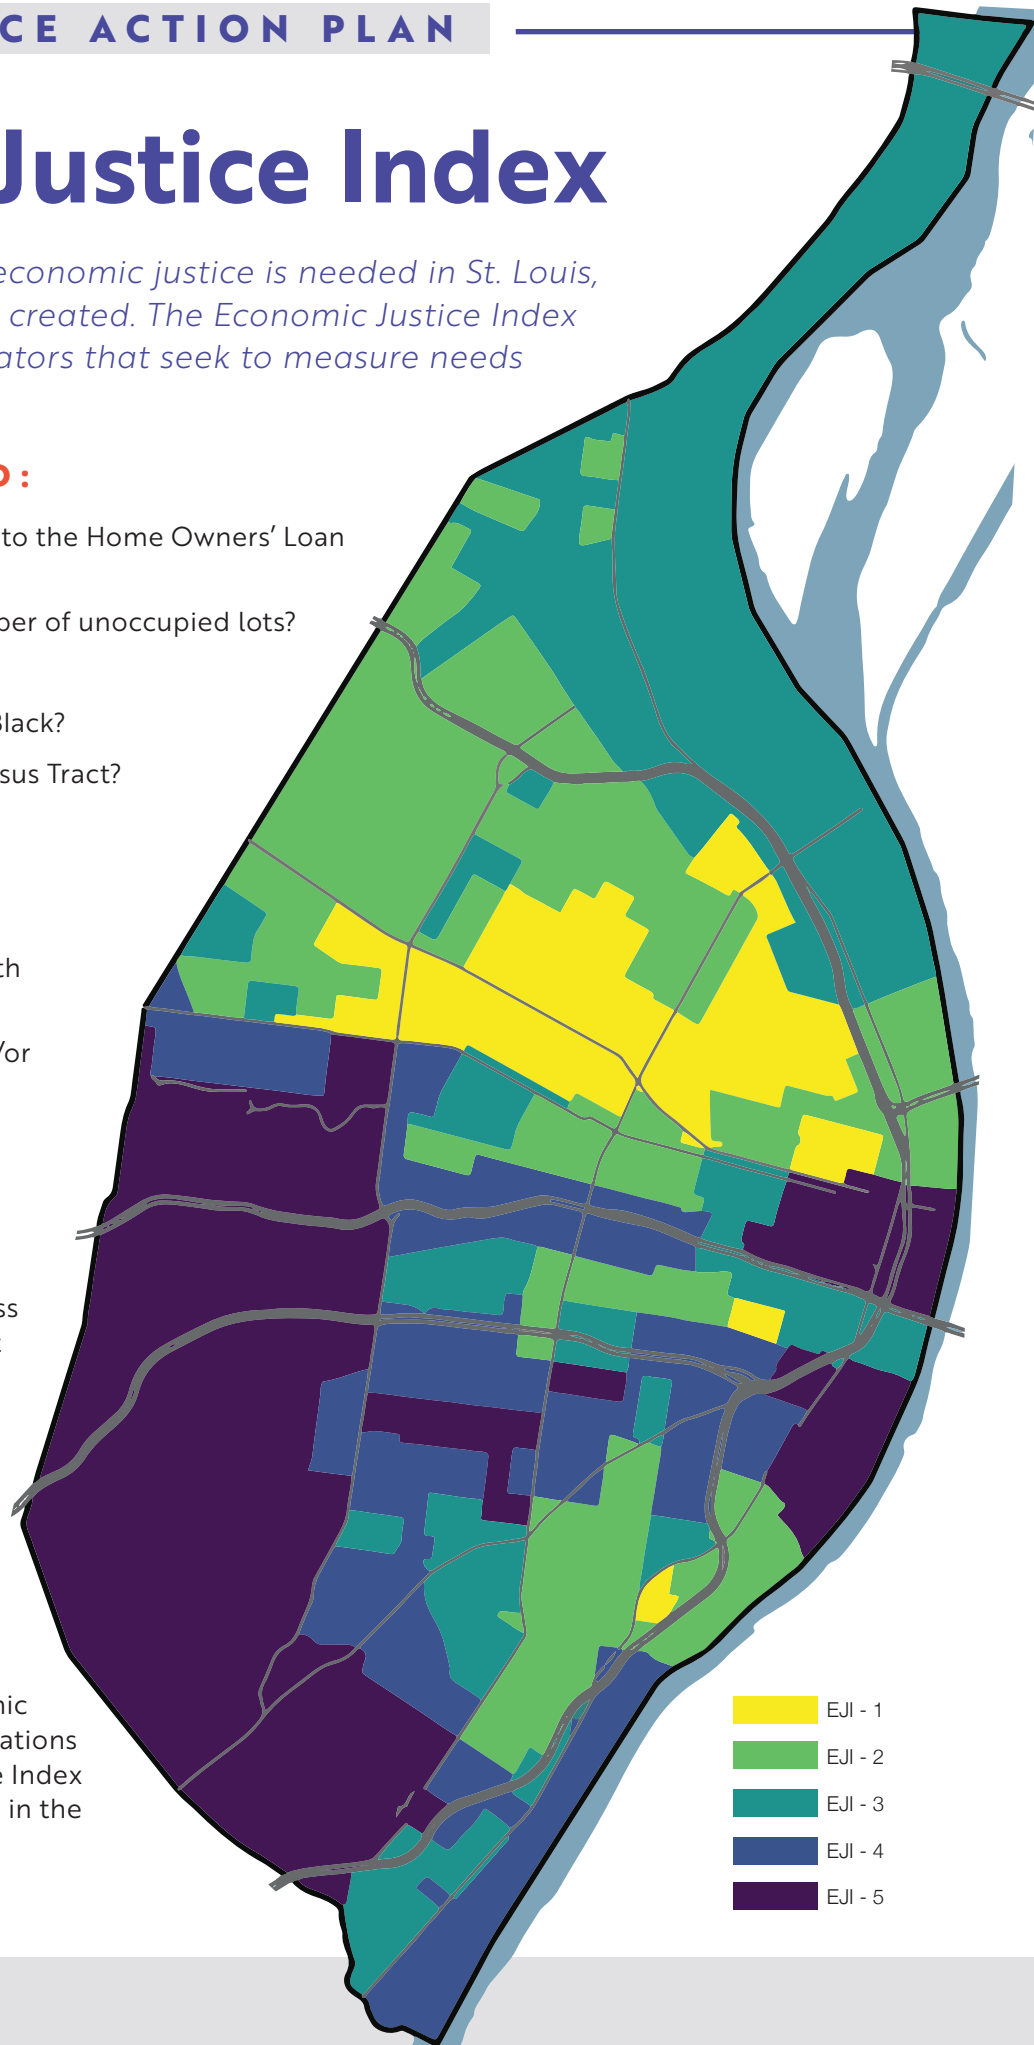 CE ACTION PLAN
Justice Index
economic justice is needed in St. Louis,
created. The Economic Justice Index
ators that seek to measure needs
D:
to the Home Owners’ Loan
ber of unoccupied lots?
Black?
sus Tract?
th
/or
ss
nic
ations
e Index
in the
EJI - 1
EJI - 2
EJI - 3
EJI - 4
EJI - 5